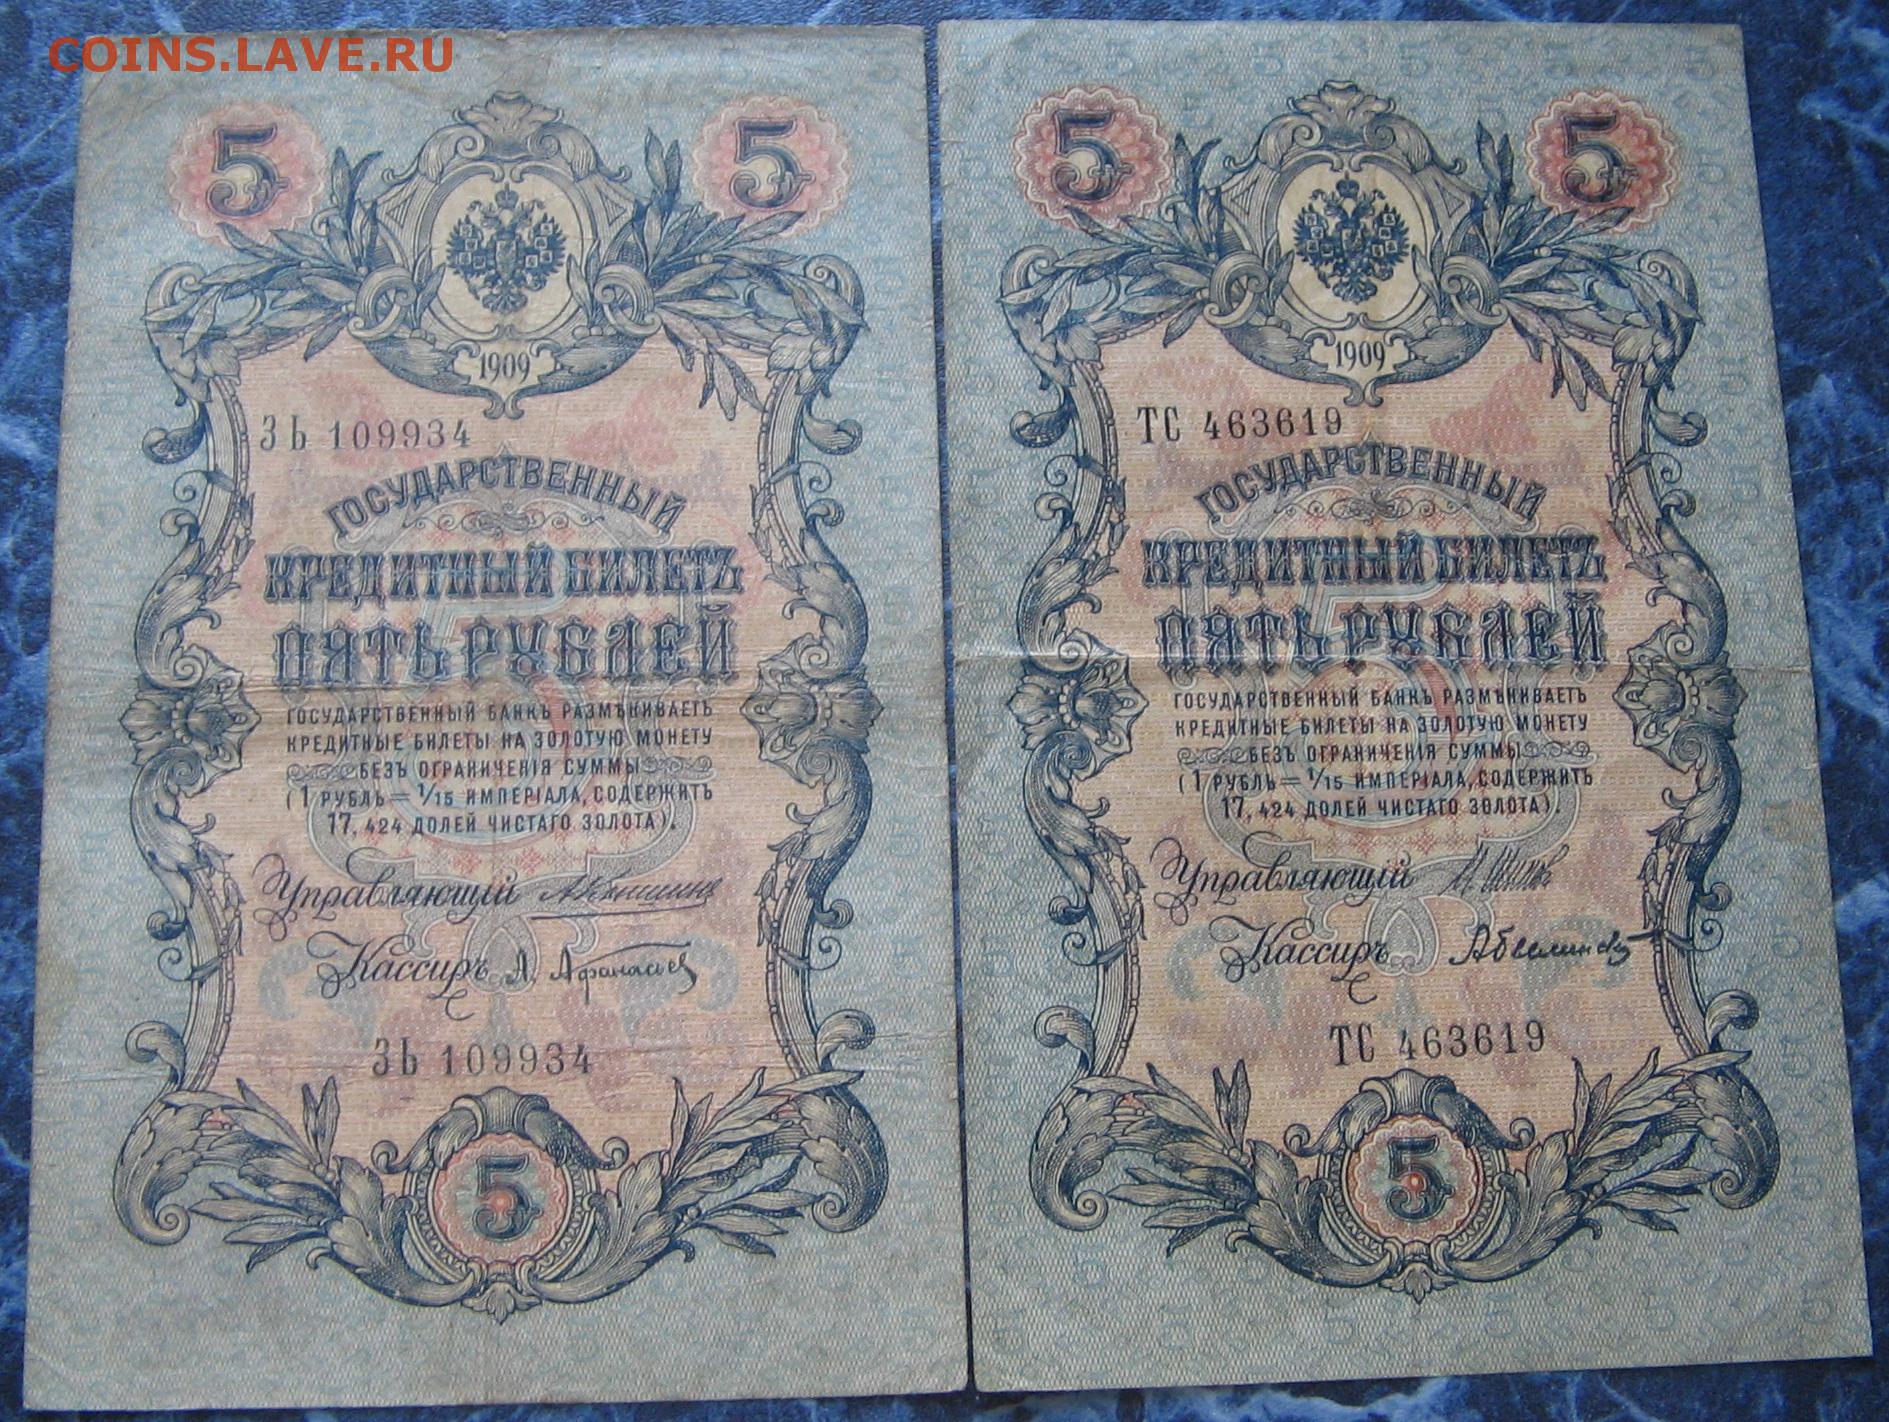 COINS.LAVE.RU
5 5
1909
ЗЬ 109934
ГОСУДАРСТВЕННЫЙ
КРЕДИТНЫЙ БИЛЕТЪ
ПЯТЬ РУБЛЕЙ
ГОСУДАРСТВЕННЫЙ БАНКЪ РАЗМѢНИВАЕТЪ
КРЕДИТНЫЕ БИЛЕТЫ НА ЗОЛОТУЮ МОНЕТУ
БЕЗЪ ОГРАНИЧЕНІЯ СУММЫ
(1 РУБЛЬ = 1/15 ИМПЕРІАЛА, СОДЕРЖИТЪ
17,424 ДОЛЕЙ ЧИСТАГО ЗОЛОТА).
Управляющій
Кассиръ А. Афанасьев
ЗЬ 109934
5
5 5
1909
ТС 463619
ГОСУДАРСТВЕННЫЙ
КРЕДИТНЫЙ БИЛЕТЪ
ПЯТЬ РУБЛЕЙ
ГОСУДАРСТВЕННЫЙ БАНКЪ РАЗМѢНИВАЕТЪ
КРЕДИТНЫЕ БИЛЕТЫ НА ЗОЛОТУЮ МОНЕТУ
БЕЗЪ ОГРАНИЧЕНІЯ СУММЫ
(1 РУБЛЬ = 1/15 ИМПЕРІАЛА, СОДЕРЖИТЪ
17,424 ДОЛЕЙ ЧИСТАГО ЗОЛОТА).
Управляющій
Кассиръ
ТС 463619
5